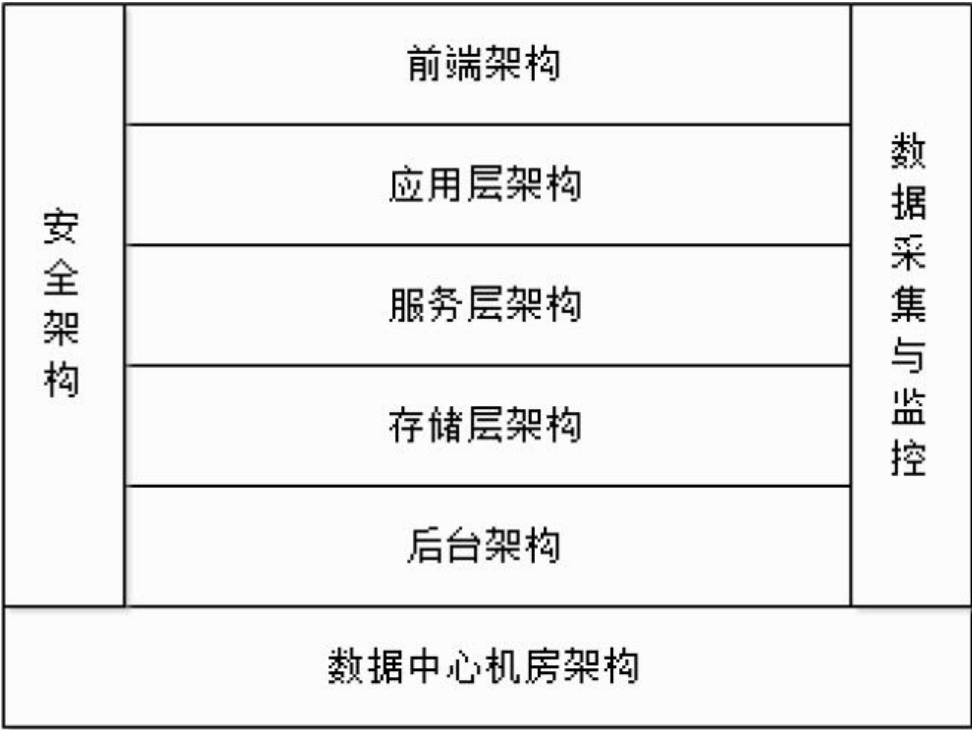 安全架构
前端架构
应用层架构
服务层架构
存储层架构
后台架构
数据采集与监控
数据中心机房架构